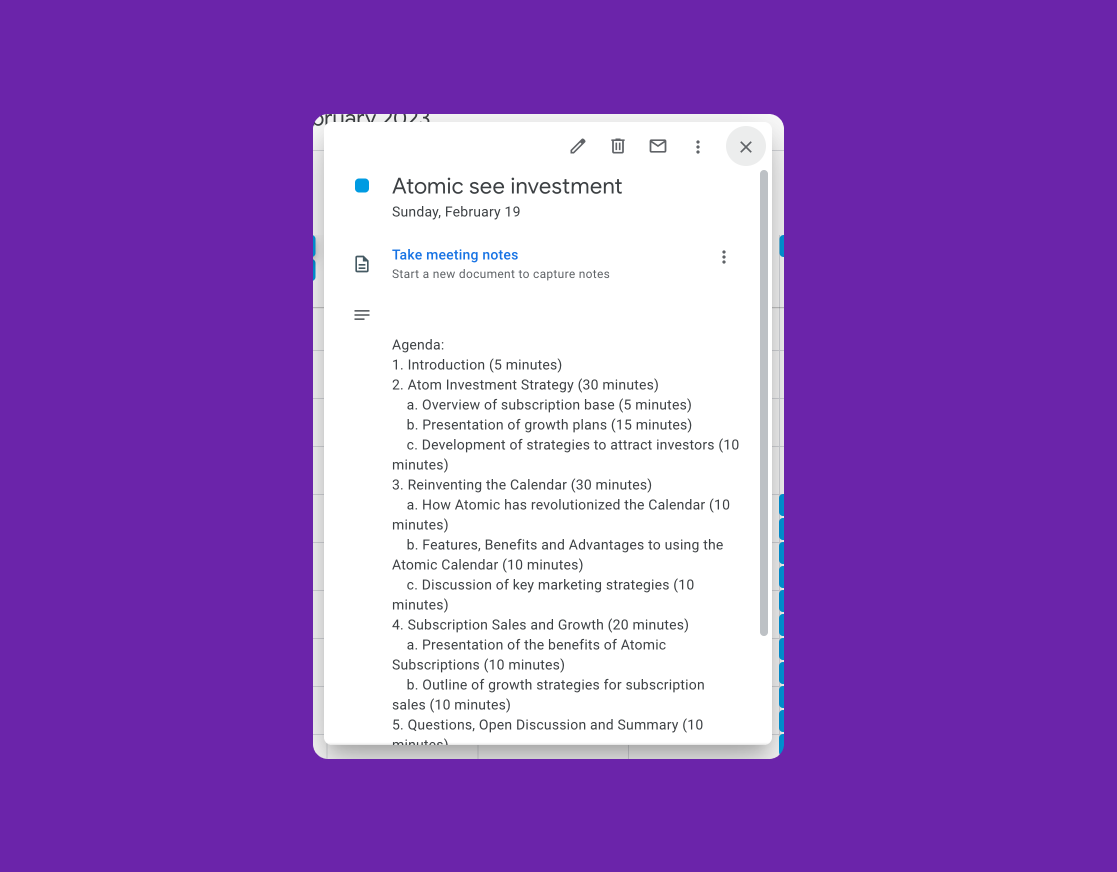 Atomic see investment
Sunday, February 19
Take meeting notes
Start a new document to capture notes
Agenda:
1. Introduction (5 minutes)
2. Atom Investment Strategy (30 minutes)
a. Overview of subscription base (5 minutes)
b. Presentation of growth plans (15 minutes)
c. Development of strategies to attract investors (10
minutes)
3. Reinventing the Calendar (30 minutes)
a. How Atomic has revolutionized the Calendar (10
minutes)
b. Features, Benefits and Advantages to using the
Atomic Calendar (10 minutes)
c. Discussion of key marketing strategies (10
minutes)
4. Subscription Sales and Growth (20 minutes)
a. Presentation of the benefits of Atomic
Subscriptions (10 minutes)
b. Outline of growth strategies for subscription
sales (10 minutes)
5. Questions, Open Discussion and Summary (10
minutes)